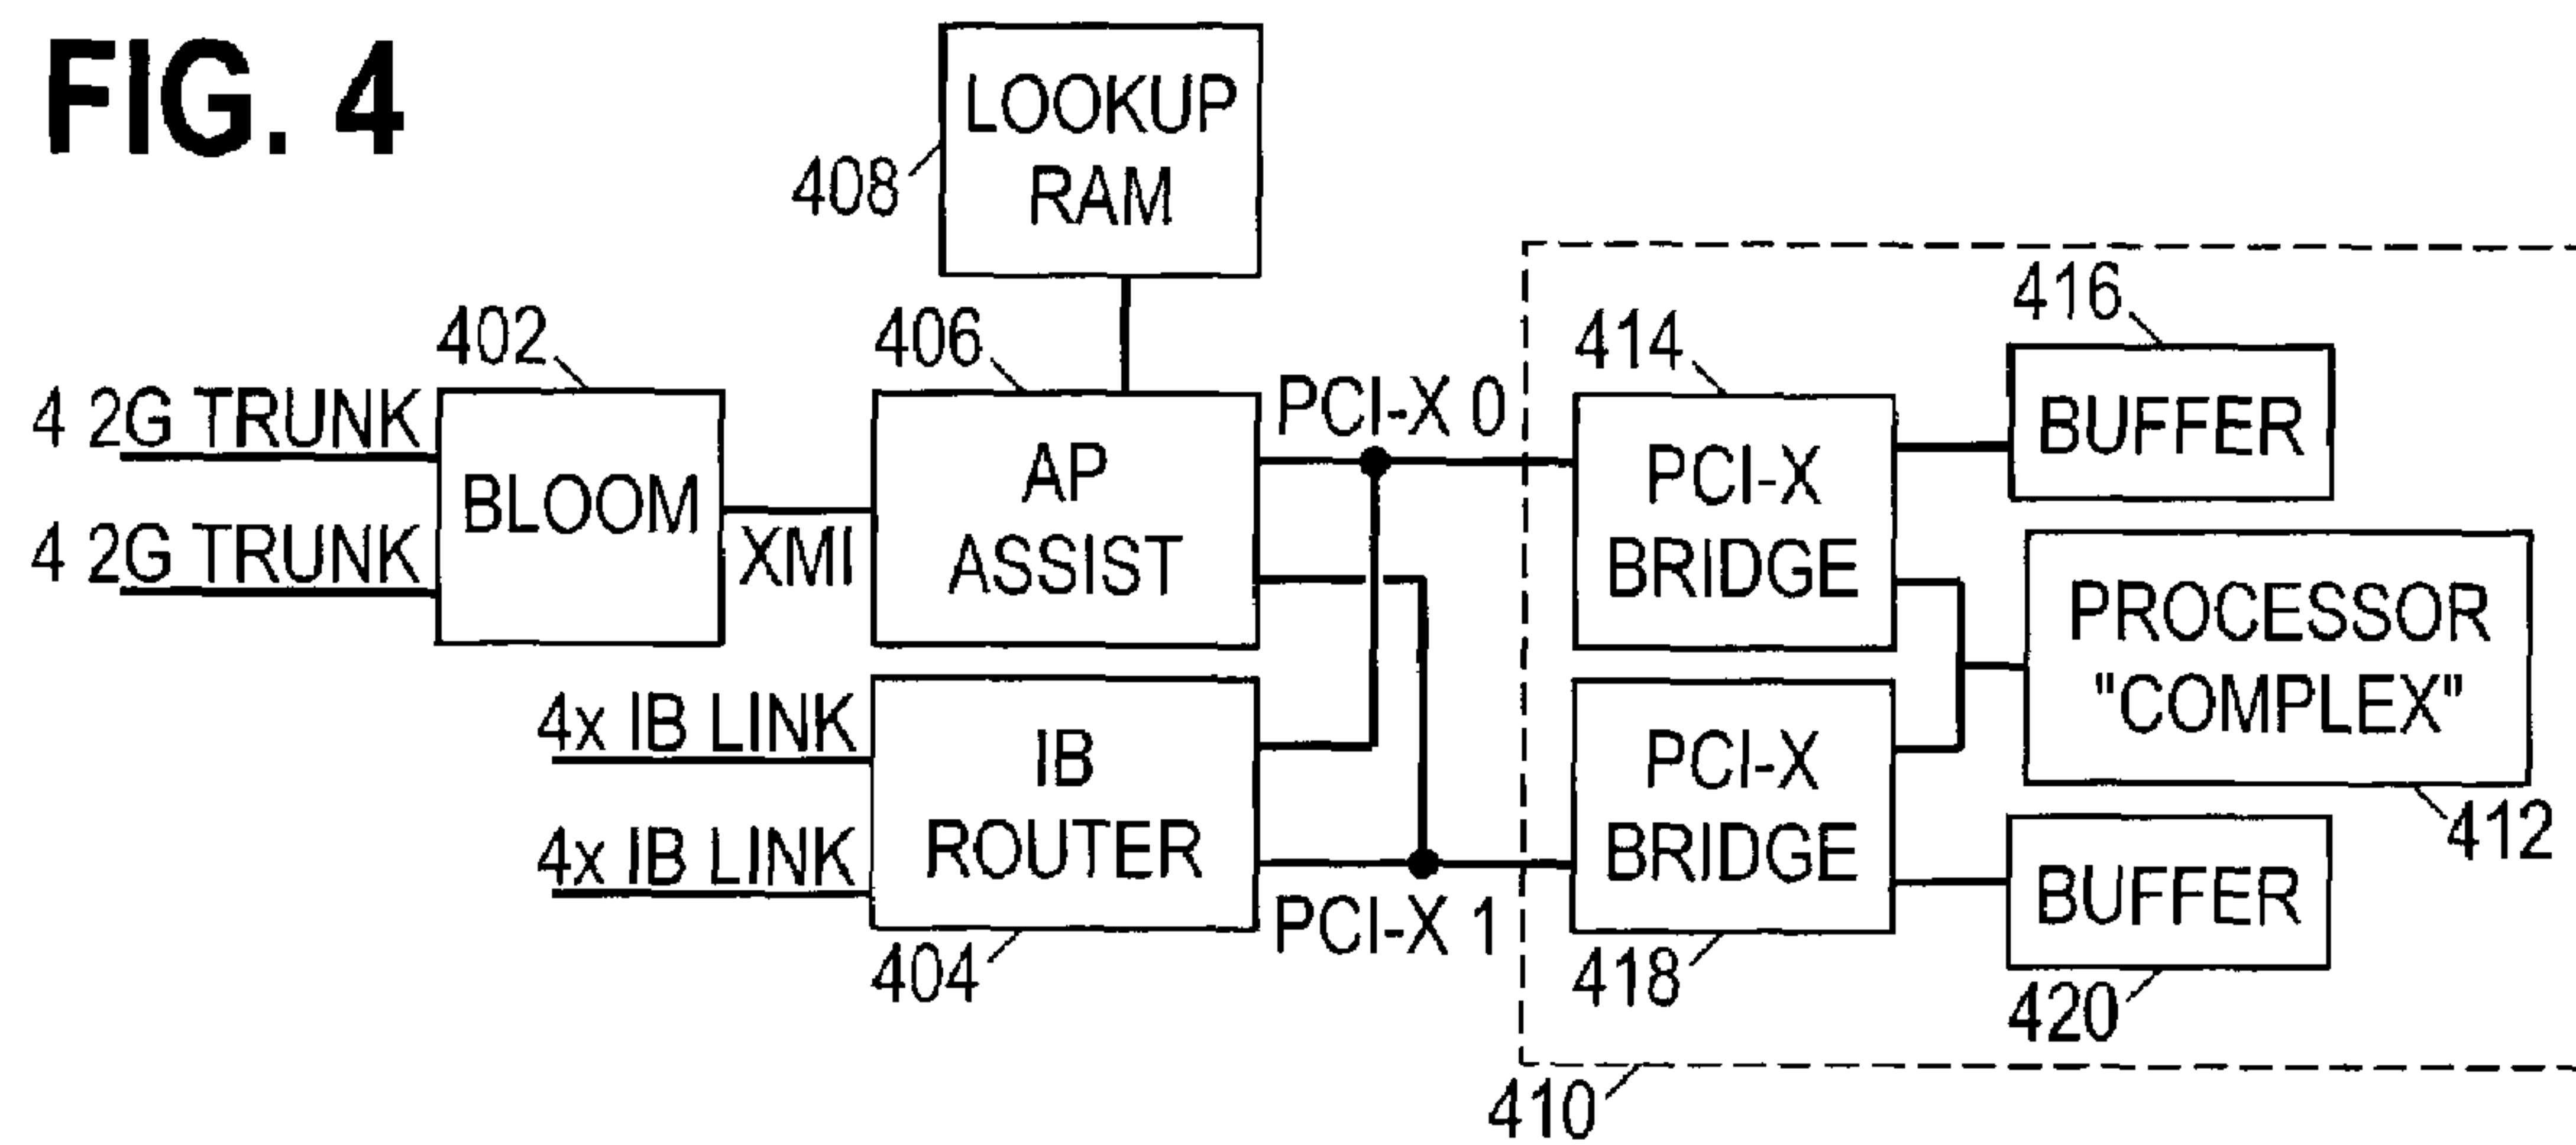 FIG. 4
LOOKUP
RAM
408
402
406
PCI-X 0
414
416
4 2G TRUNK
4 2G TRUNK
BLOOM
XMI
AP
ASSIST
PCI-X
BRIDGE
BUFFER
PROCESSOR
"COMPLEX"
412
4x IB LINK
4x IB LINK
IB
ROUTER
404
PCI-X 1
PCI-X
BRIDGE
418
BUFFER
420
410